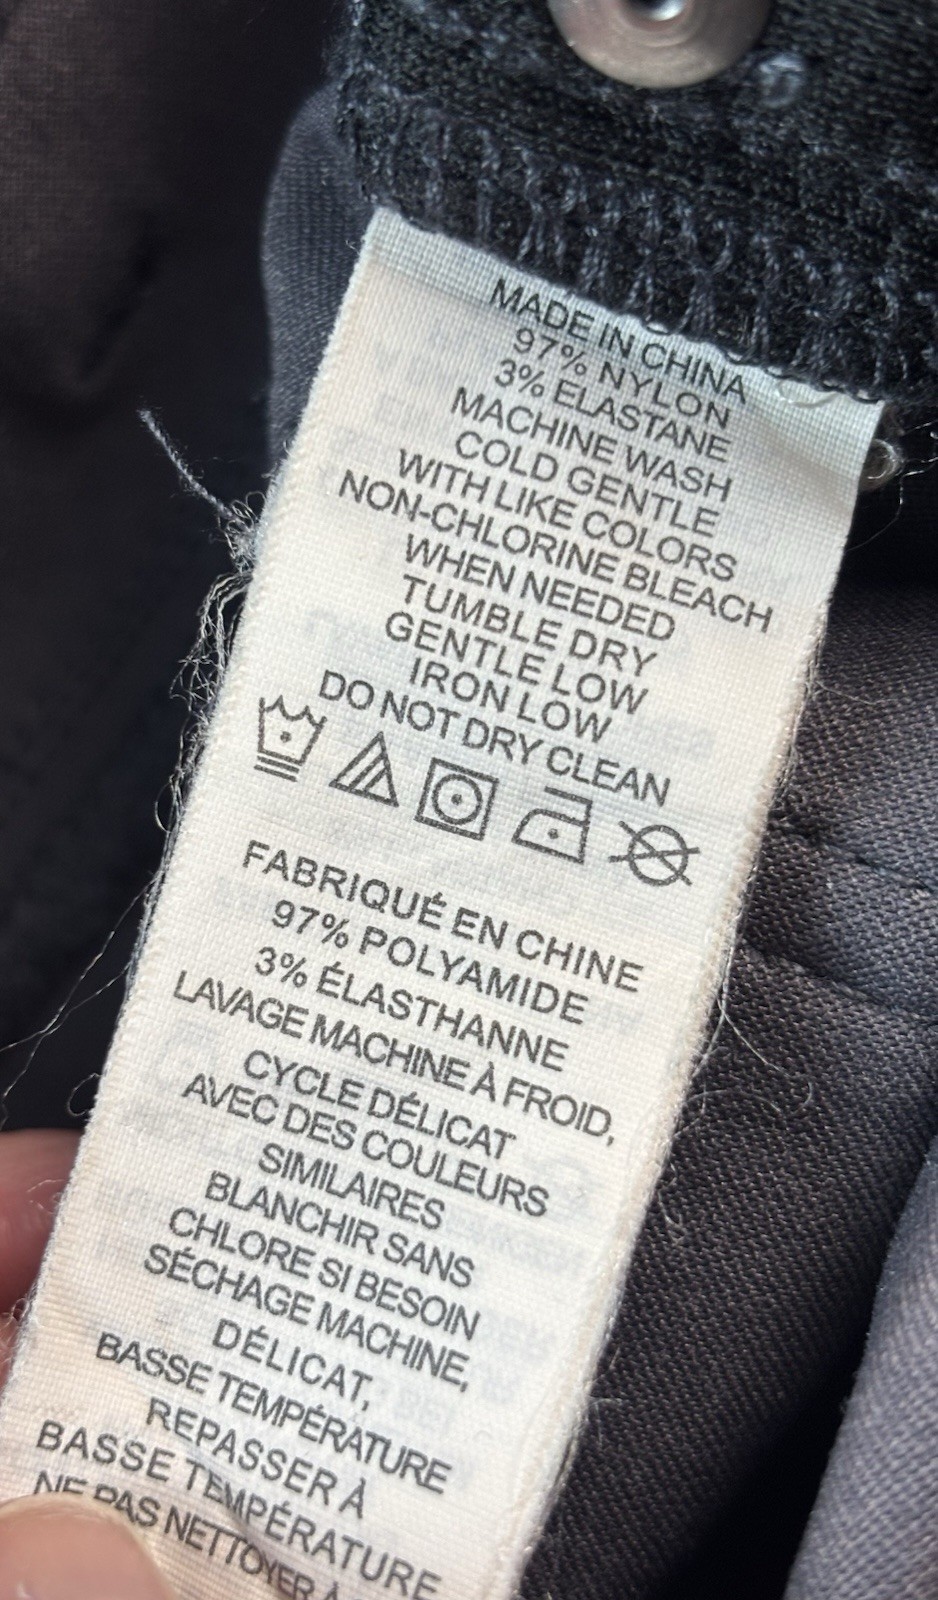 MADE IN CHINA
97% NYLON
3% ELASTANE
MACHINE WASH
COLD GENTLE
WITH LIKE COLORS
NON-CHLORINE BLEACH
WHEN NEEDED
TUMBLE DRY
GENTLE LOW
IRON LOW
DO NOT DRY CLEAN
FABRIQUÉ EN CHINE
97% POLYAMIDE
3% ÉLASTHANNE
LAVAGE MACHINE À FROID,
CYCLE DÉLICAT
AVEC DES COULEURS
SIMILAIRES
BLANCHIR SANS
CHLORE SI BESOIN
SÉCHAGE MACHINE,
DÉLICAT,
BASSE TEMPÉRATURE
REPASSER À
BASSE TEMPÉRATURE
NE PAS NETTOYER À